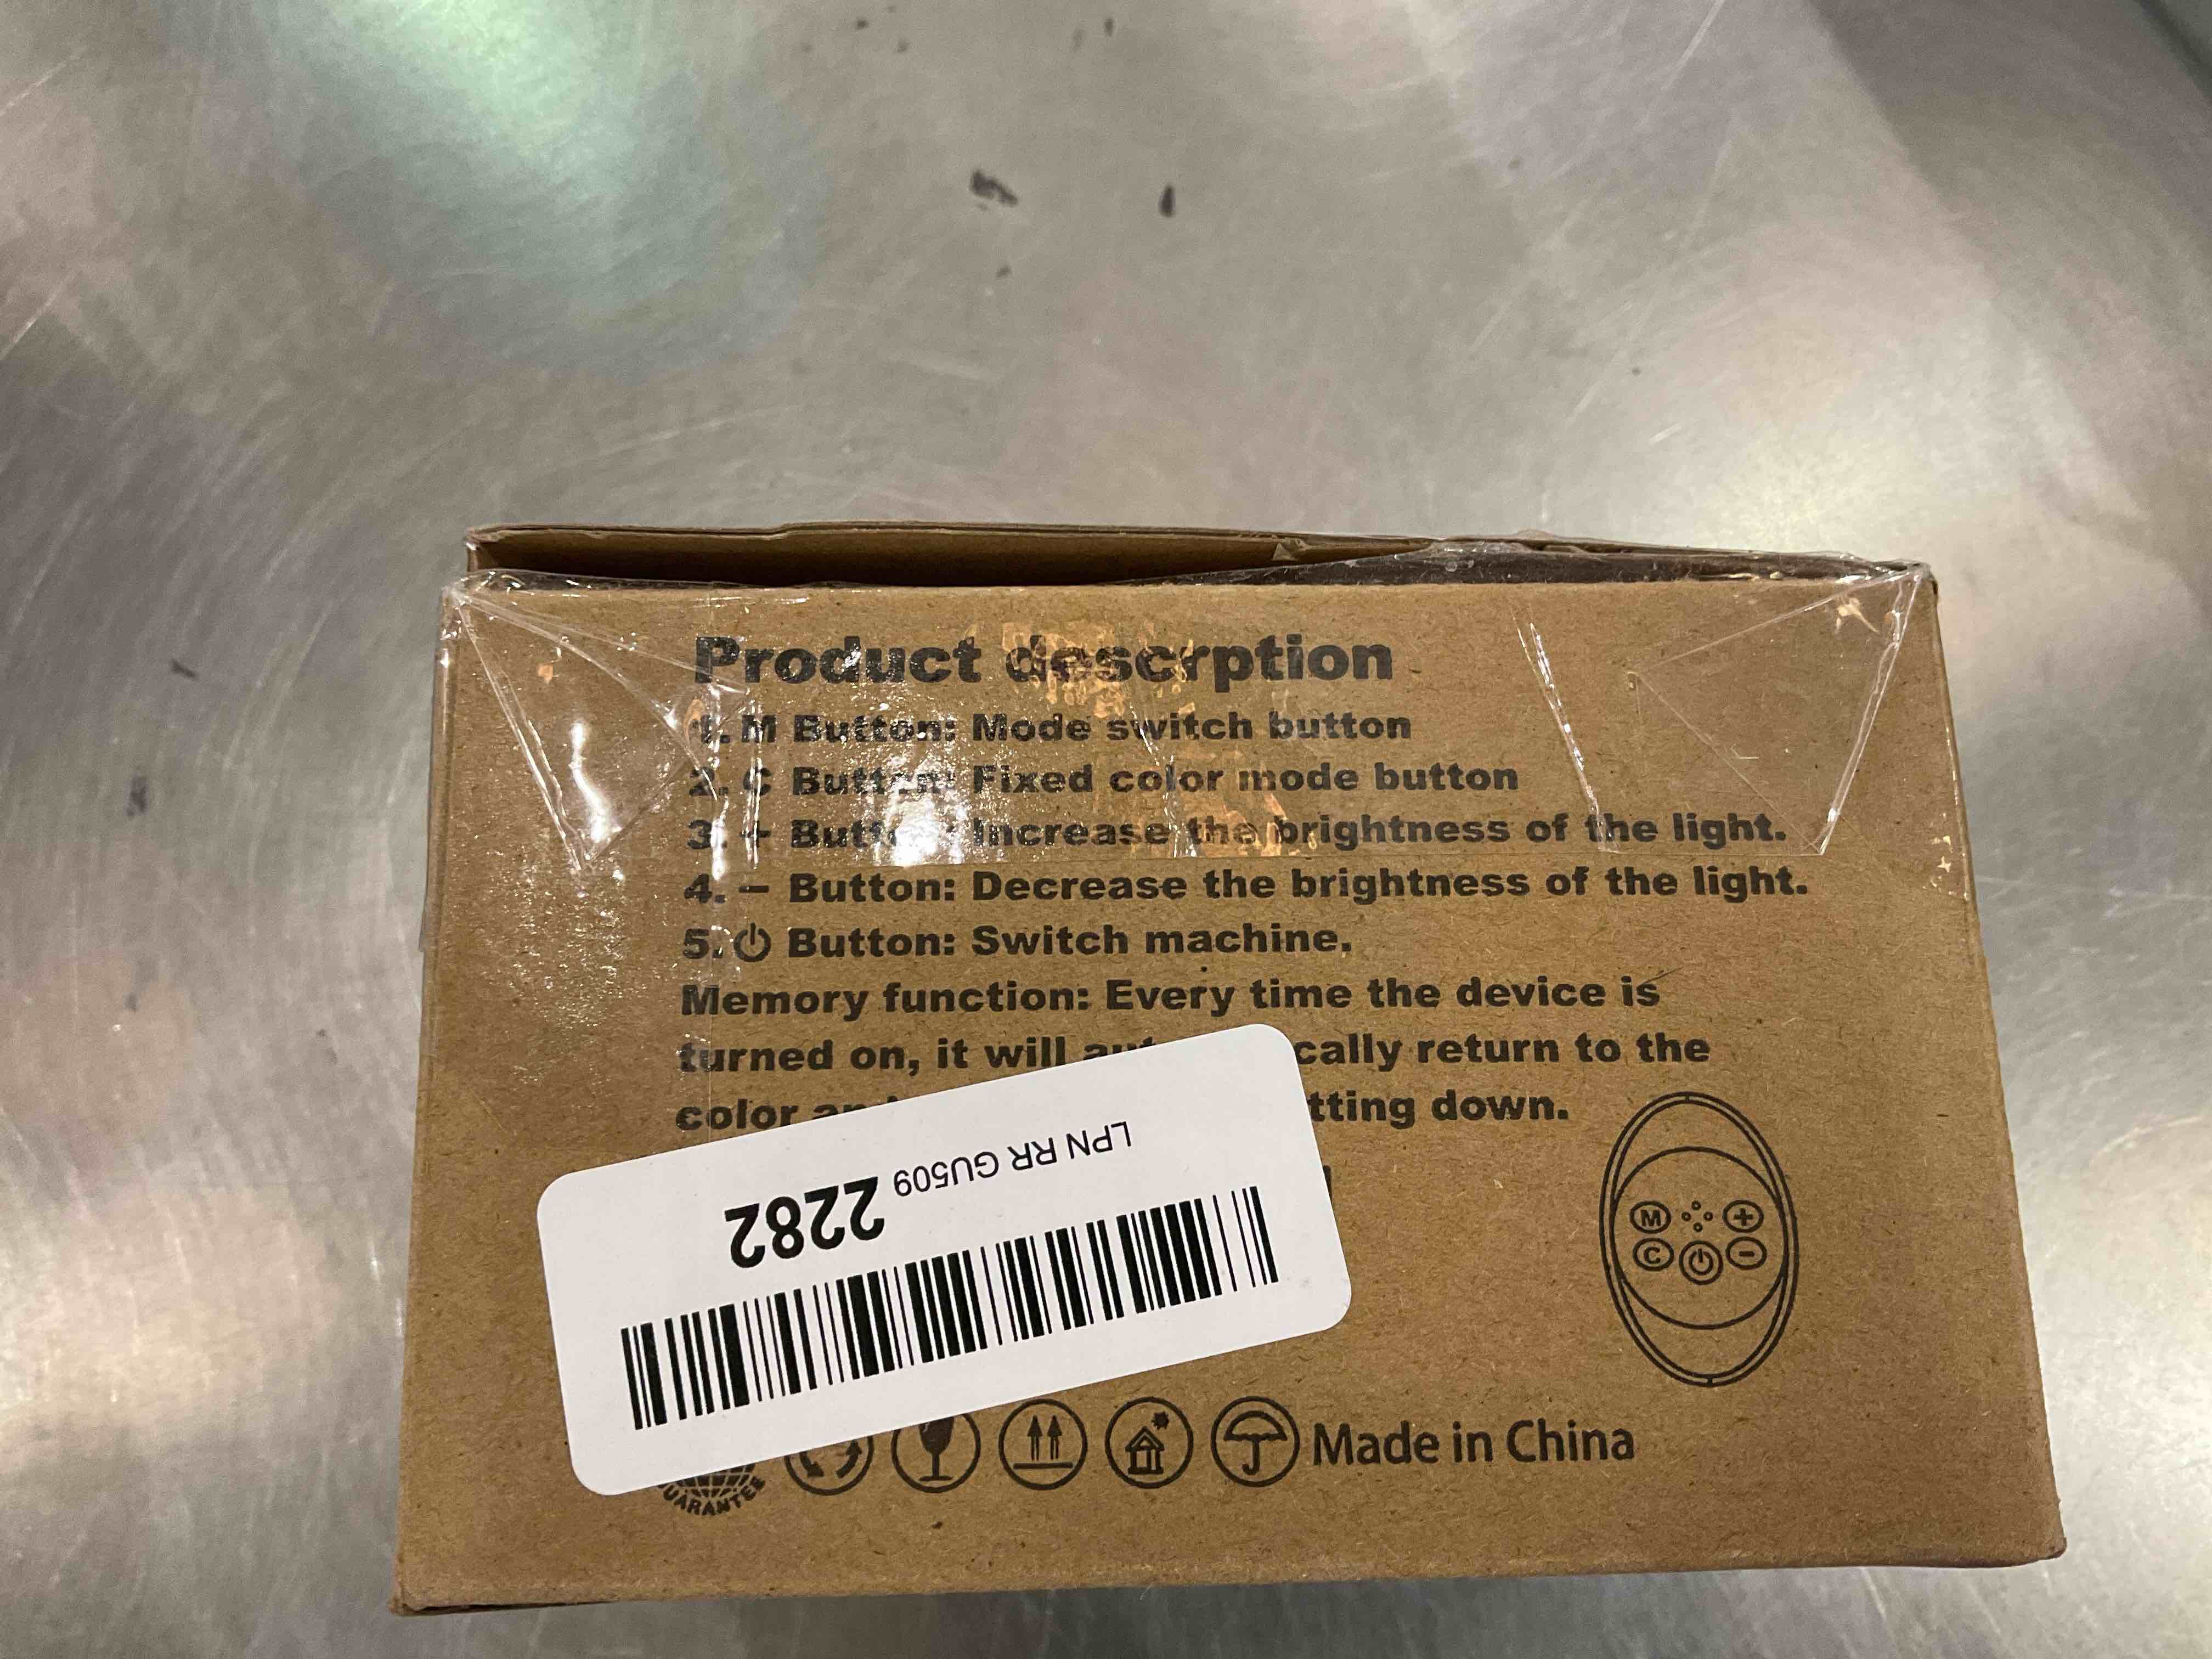 Product descrption
1. M Button: Mode switch button
2. C Button: Fixed color mode button
3. + Button: Increase the brightness of the light.
4. − Button: Decrease the brightness of the light.
5. ⏻ Button: Switch machine.
Memory function: Every time the device is
turned on, it will cally return to the
color tting down.
LPN RR GU509 2282
M +
C ⏻ −
UARANTEE
Made in China